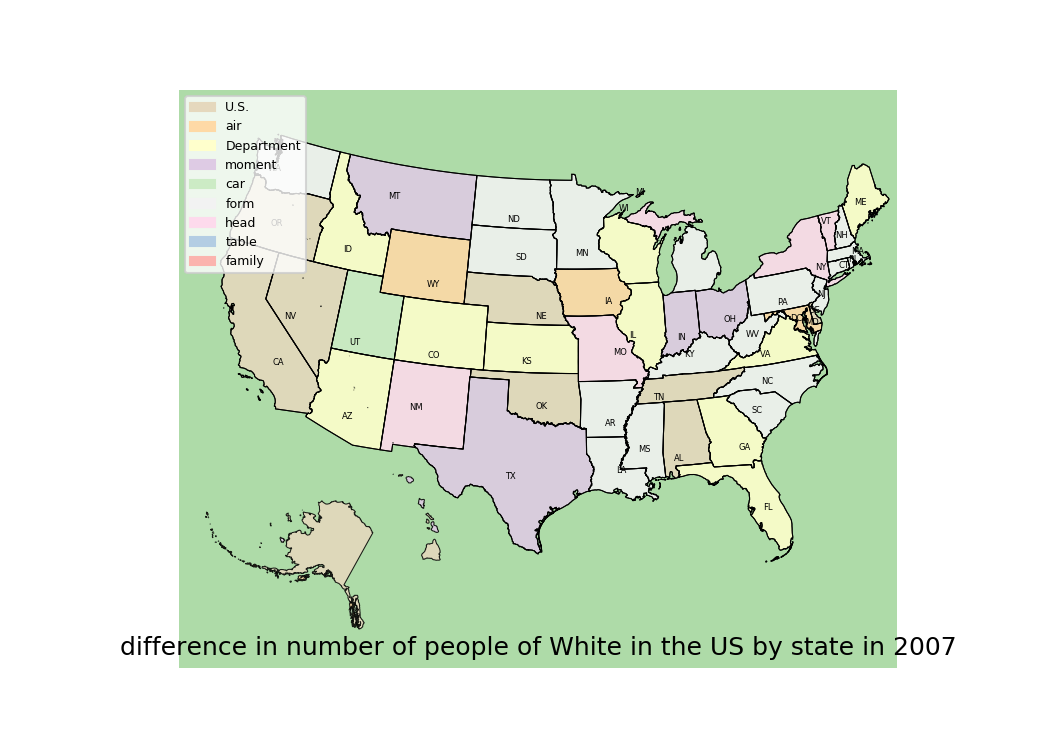 U.S.
air
Department
moment
car
form
head
table
family
OR
MT
ID
WY
NV
UT
CA
CO
AZ
NM
ND
SD
NE
KS
OK
TX
MN
IA
MO
AR
LA
WI
MI
IL
IN
OH
KY
TN
MS
AL
GA
FL
SC
NC
VA
WV
PA
NY
VT
NH
ME
CT
NJ
difference in number of people of White in the US by state in 2007